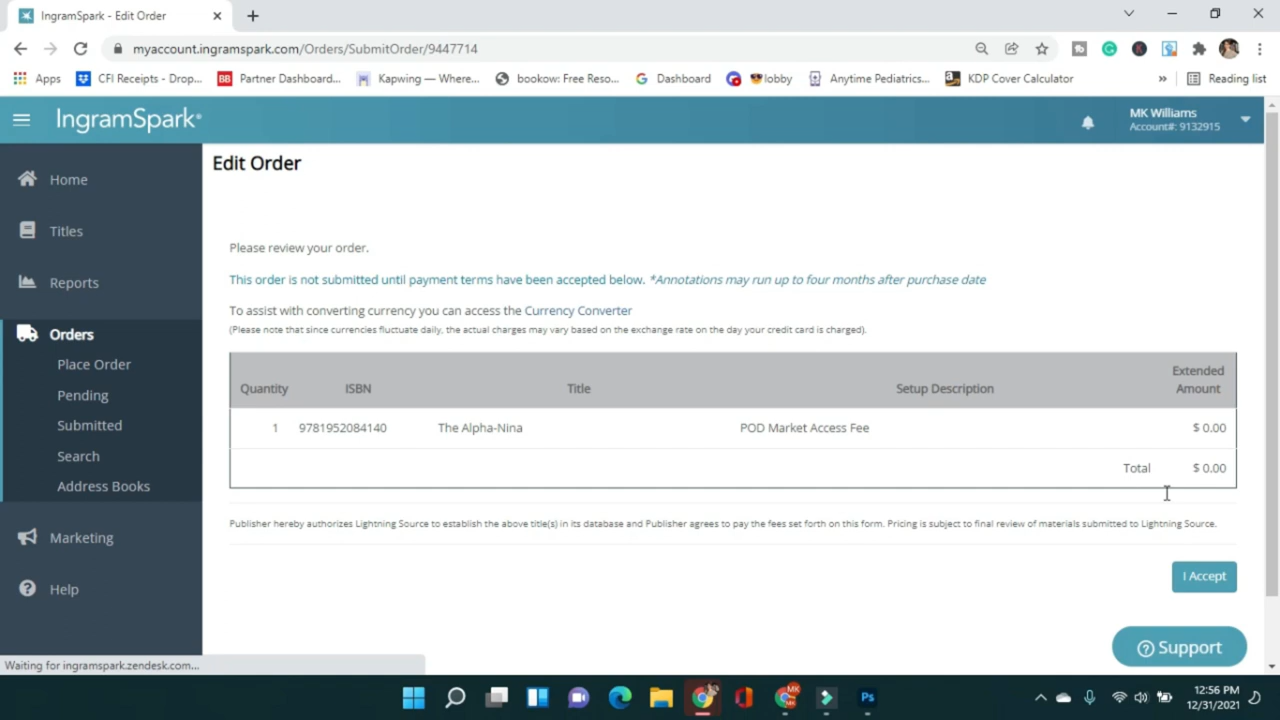 IngramSpark - Edit Order
myaccount.ingramspark.com/Orders/SubmitOrder/9447714
Apps CFI Receipts - Drop... BB Partner Dashboard... Kapwing — Where... bookow: Free Reso... Dashboard lobby Anytime Pediatrics... KDP Cover Calculator » Reading list
IngramSpark®
MK Williams
Account#: 9132915
Edit Order
Home
Titles
Reports
Orders
Place Order
Pending
Submitted
Search
Address Books
Marketing
Help
Please review your order.
This order is not submitted until payment terms have been accepted below. *Annotations may run up to four months after purchase date
To assist with converting currency you can access the Currency Converter
(Please note that since currencies fluctuate daily, the actual charges may vary based on the exchange rate on the day your credit card is charged).
Quantity ISBN Title Setup Description Extended Amount
1 9781952084140 The Alpha-Nina POD Market Access Fee $ 0.00
Total $ 0.00
Publisher hereby authorizes Lightning Source to establish the above title(s) in its database and Publisher agrees to pay the fees set forth on this form. Pricing is subject to final review of materials submitted to Lightning Source.
I Accept
Support
Waiting for ingramspark.zendesk.com...
Ps
12:56 PM
12/31/2021